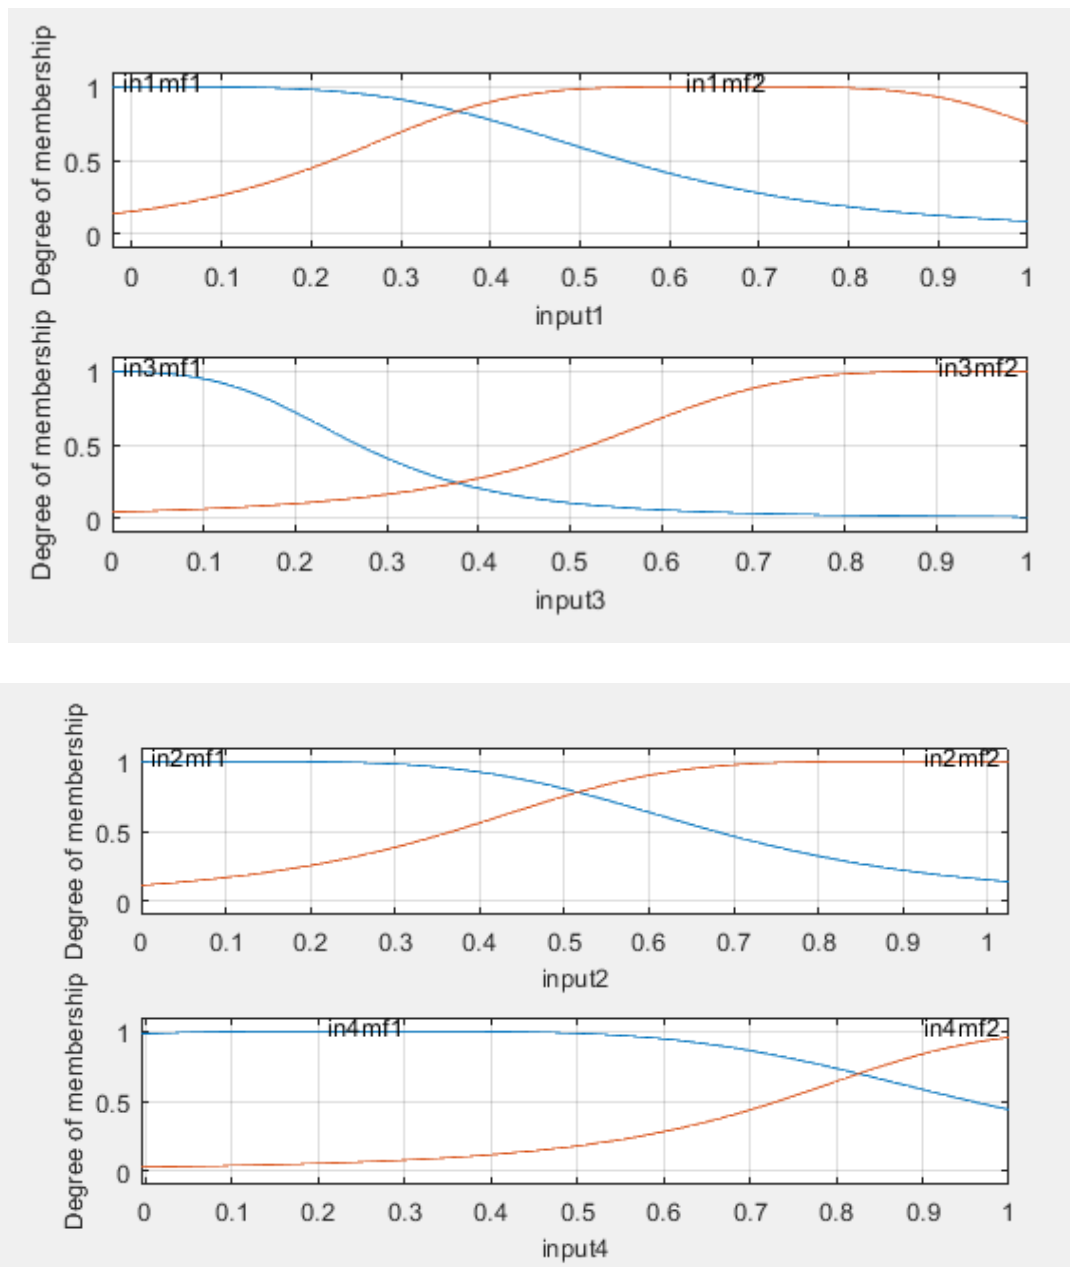 Degree of membership
in1mf1 in1mf2
1
0.5
0
0 0.1 0.2 0.3 0.4 0.5 0.6 0.7 0.8 0.9 1
input1
Degree of membership
in3mf1 in3mf2
1
0.5
0
0 0.1 0.2 0.3 0.4 0.5 0.6 0.7 0.8 0.9 1
input3
Degree of membership
in2mf1 in2mf2
1
0.5
0
0 0.1 0.2 0.3 0.4 0.5 0.6 0.7 0.8 0.9 1
input2
Degree of membership
in4mf1 in4mf2
1
0.5
0
0 0.1 0.2 0.3 0.4 0.5 0.6 0.7 0.8 0.9 1
input4